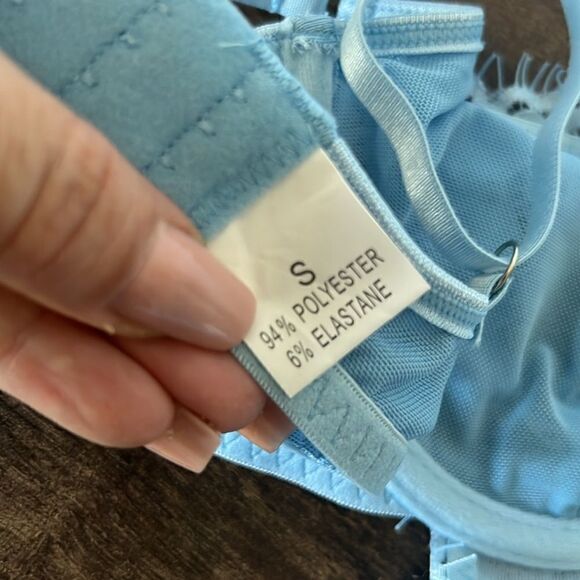 S
94% POLYESTER
6% ELASTANE